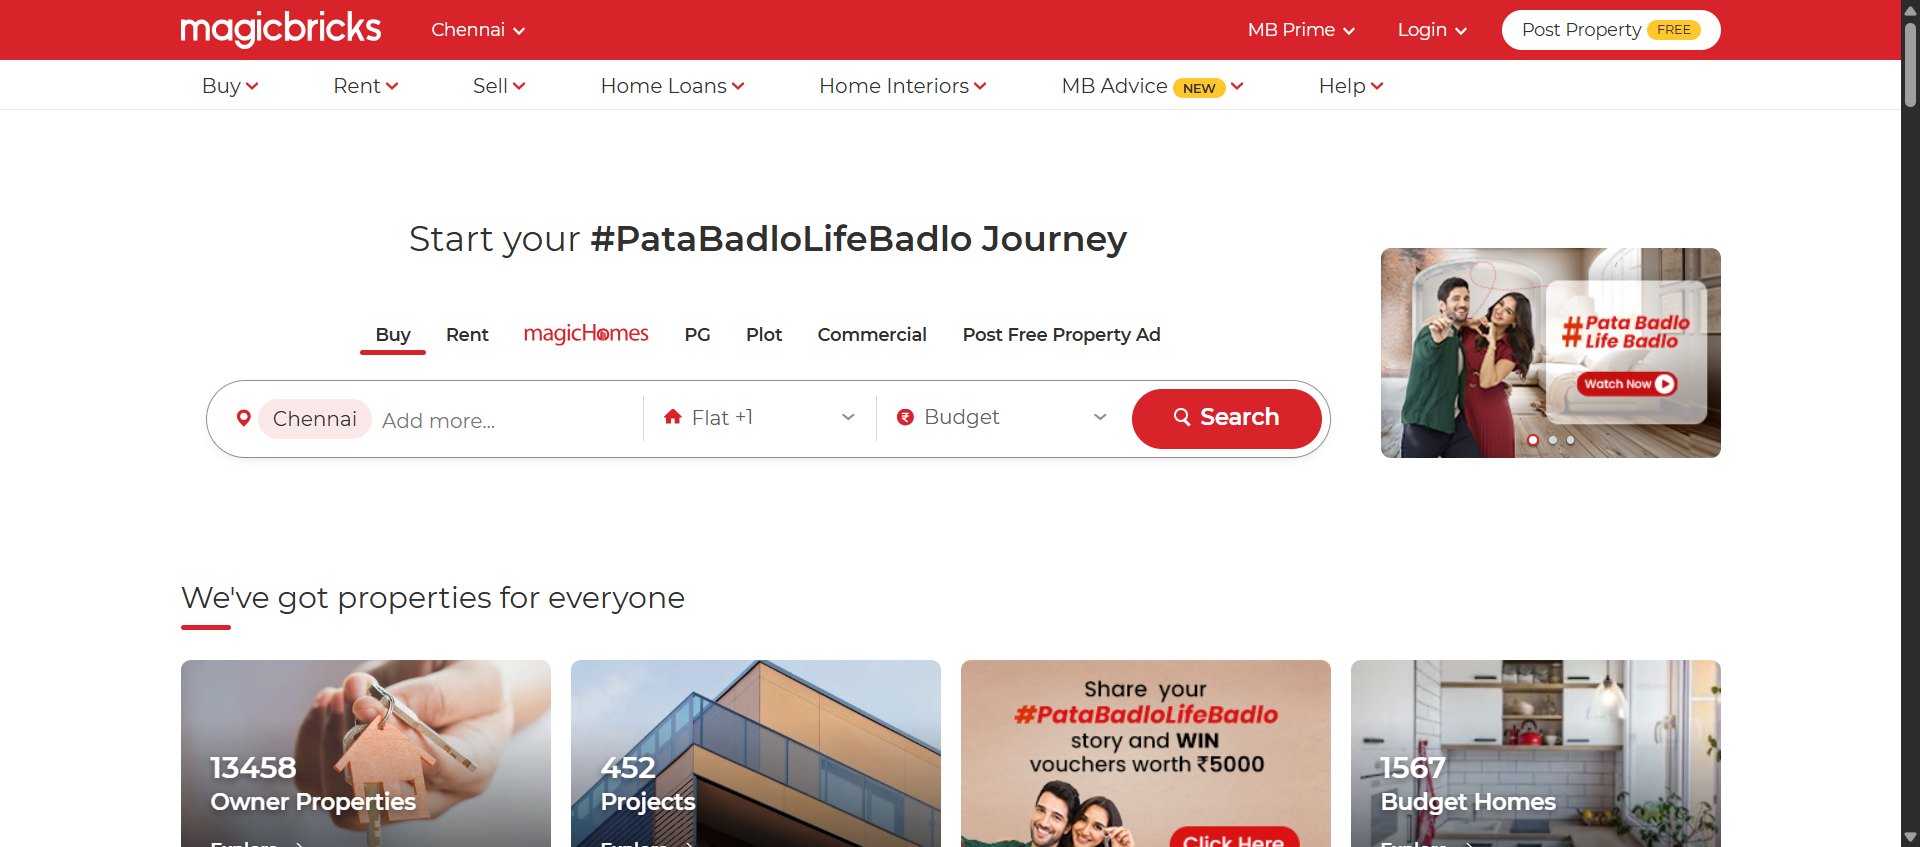 magicbricks
Chennai
MB Prime
Login
Post Property FREE
Buy
Rent
Sell
Home Loans
Home Interiors
MB Advice NEW
Help
Start your #PataBadloLifeBadlo Journey
Buy
Rent
magicHomes
PG
Plot
Commercial
Post Free Property Ad
Chennai
Add more...
Flat +1
Budget
Search
#Pata Badlo
Life Badlo
Watch Now
We've got properties for everyone
13458
Owner Properties
Explore
452
Projects
Explore
Share your
#PataBadloLifeBadlo
story and WIN
vouchers worth ₹5000
Click Here
1567
Budget Homes
Explore